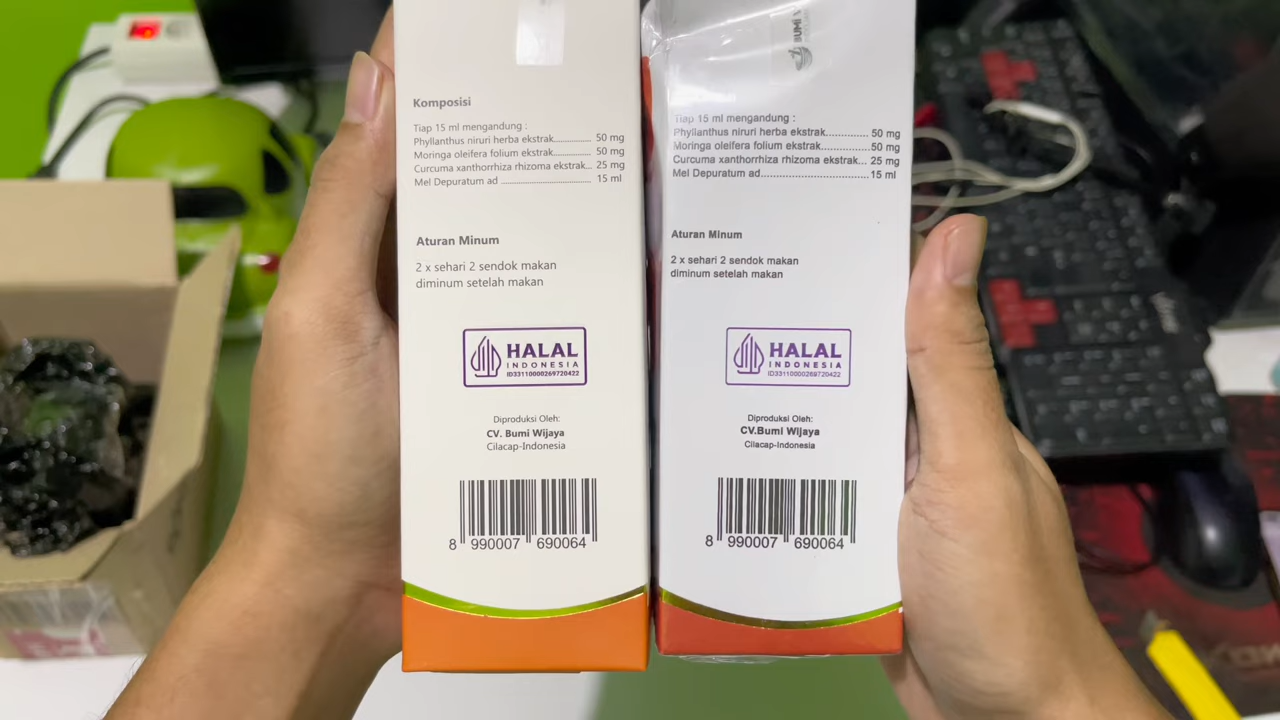 Komposisi
Tiap 15 ml mengandung :
Phyllanthus niruri herba ekstrak............. 50 mg
Moringa oleifera folium ekstrak............. 50 mg
Curcuma xanthorrhiza rhizoma ekstrak... 25 mg
Mel Depuratum ad ............................... 15 ml
Aturan Minum
2 x sehari 2 sendok makan
diminum setelah makan
HALAL
INDONESIA
ID33110000269720422
Diproduksi Oleh:
CV. Bumi Wijaya
Cilacap-Indonesia
8 990007 690064
BUMI
Tiap 15 ml mengandung :
Phyllanthus niruri herba ekstrak............. 50 mg
Moringa oleifera folium ekstrak.............. 50 mg
Curcuma xanthorrhiza rhizoma ekstrak... 25 mg
Mel Depuratum ad................................ 15 ml
Aturan Minum
2 x sehari 2 sendok makan
diminum setelah makan
HALAL
INDONESIA
ID33110000269720422
Diproduksi Oleh:
CV.Bumi Wijaya
Cilacap-Indonesia
8 990007 690064